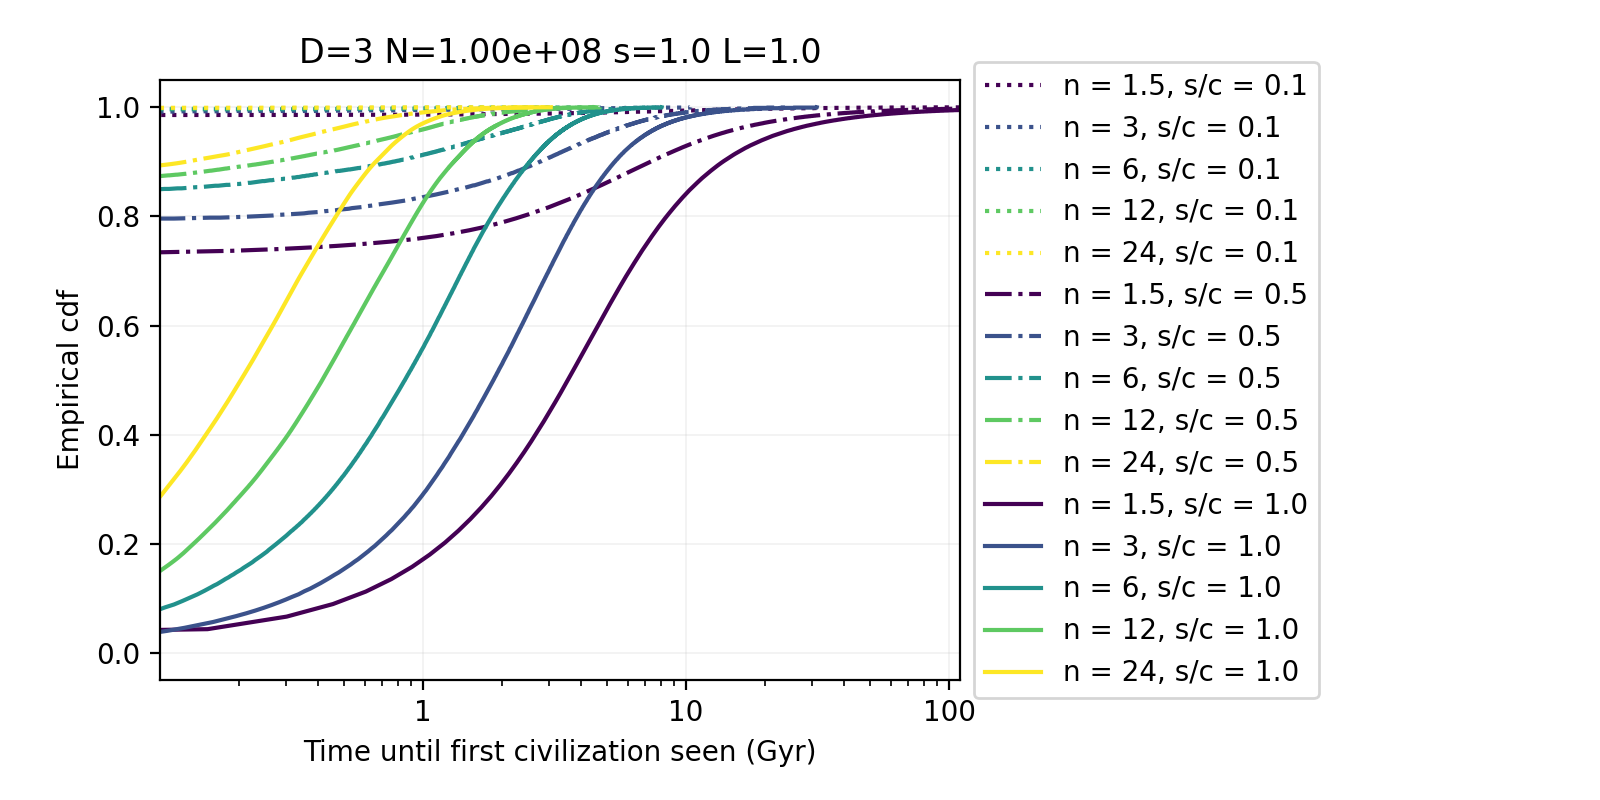 D=3 N=1.00e+08 s=1.0 L=1.0
Empirical cdf
1.0
0.8
0.6
0.4
0.2
0.0
1
10
100
Time until first civilization seen (Gyr)
n = 1.5, s/c = 0.1
n = 3, s/c = 0.1
n = 6, s/c = 0.1
n = 12, s/c = 0.1
n = 24, s/c = 0.1
n = 1.5, s/c = 0.5
n = 3, s/c = 0.5
n = 6, s/c = 0.5
n = 12, s/c = 0.5
n = 24, s/c = 0.5
n = 1.5, s/c = 1.0
n = 3, s/c = 1.0
n = 6, s/c = 1.0
n = 12, s/c = 1.0
n = 24, s/c = 1.0